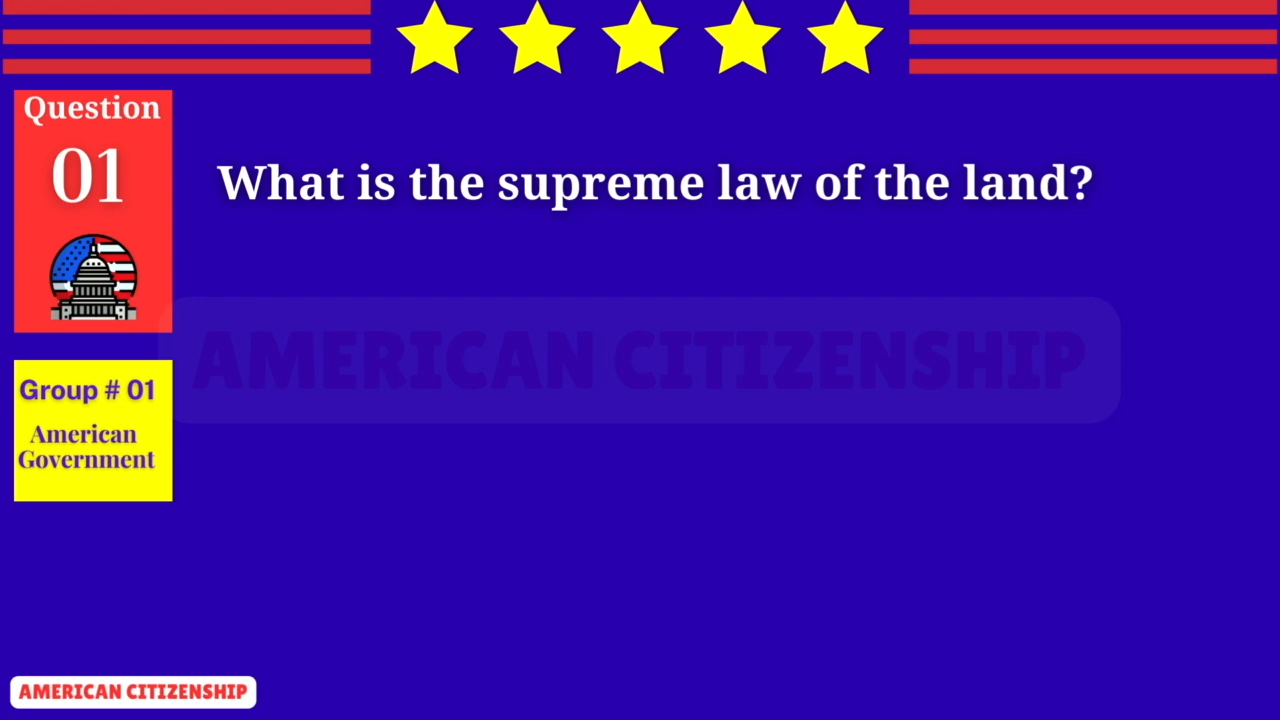 Question
01
What is the supreme law of the land?
AMERICAN CITIZENSHIP
Group # 01
American
Government
AMERICAN CITIZENSHIP